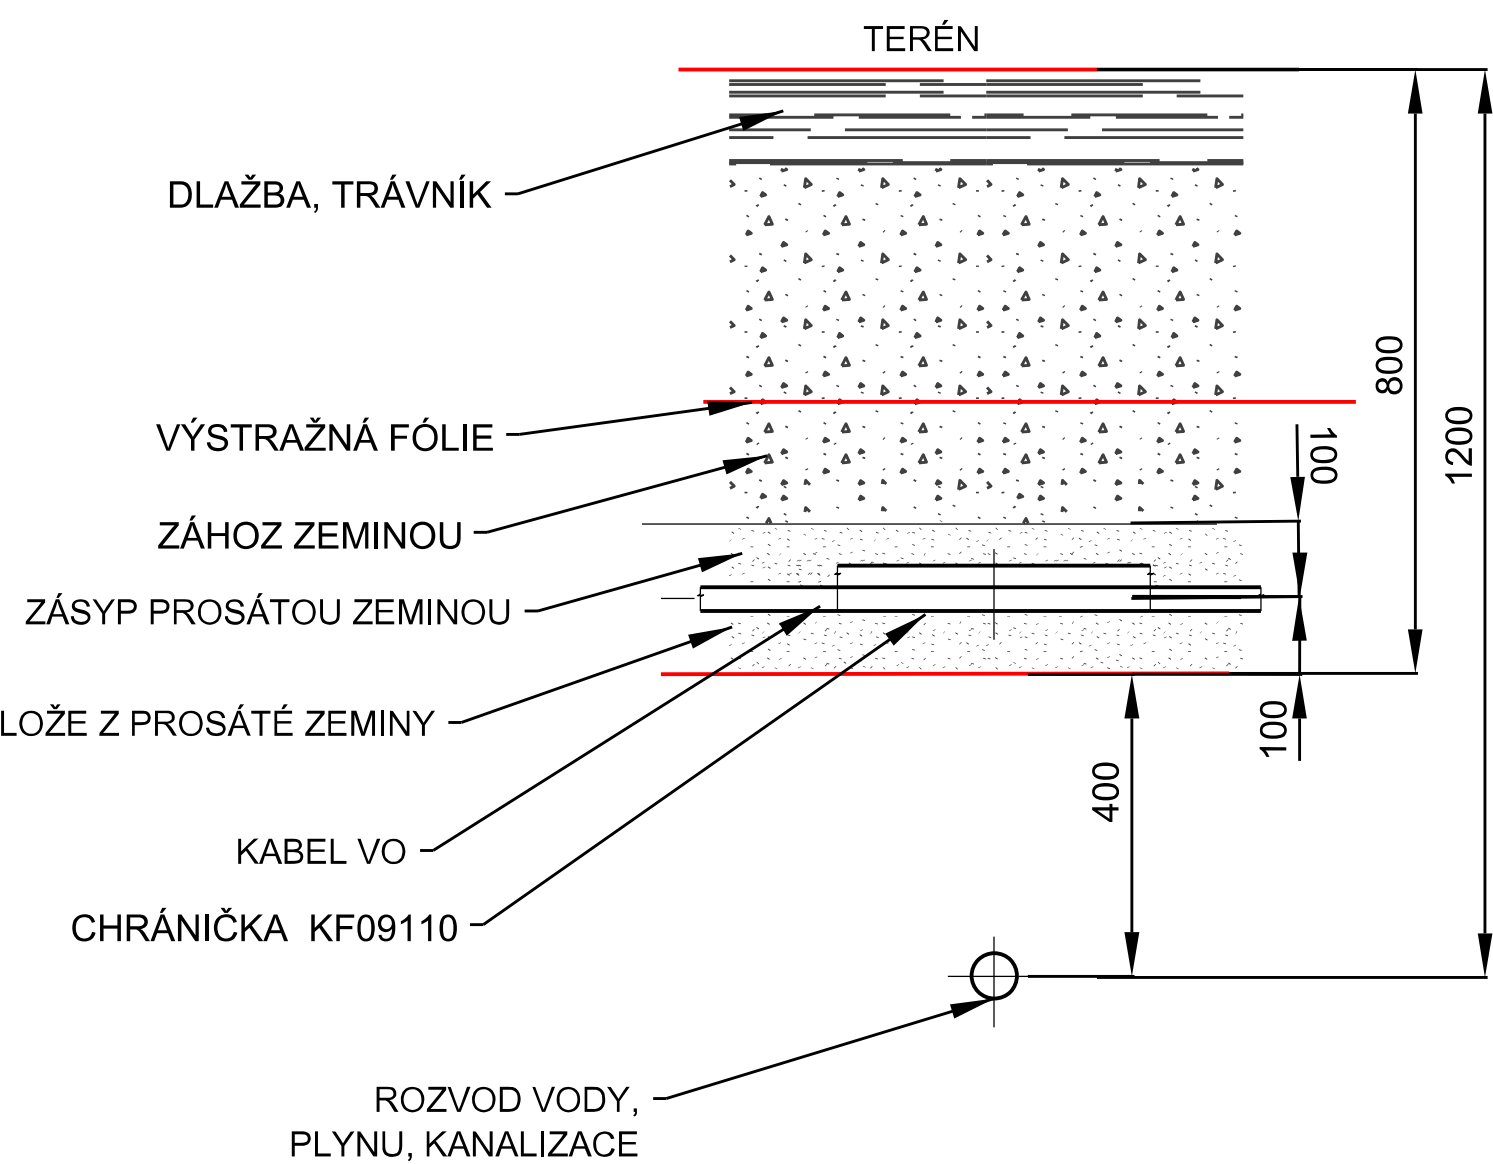 TERÉN
DLAŽBA, TRÁVNÍK
800
1200
VÝSTRAŽNÁ FÓLIE
100
ZÁHOZ ZEMINOU
ZÁSYP PROSÁTOU ZEMINOU
LOŽE Z PROSÁTÉ ZEMINY
100
400
KABEL VO
CHRÁNIČKA KF09110
ROZVOD VODY,
PLYNU, KANALIZACE